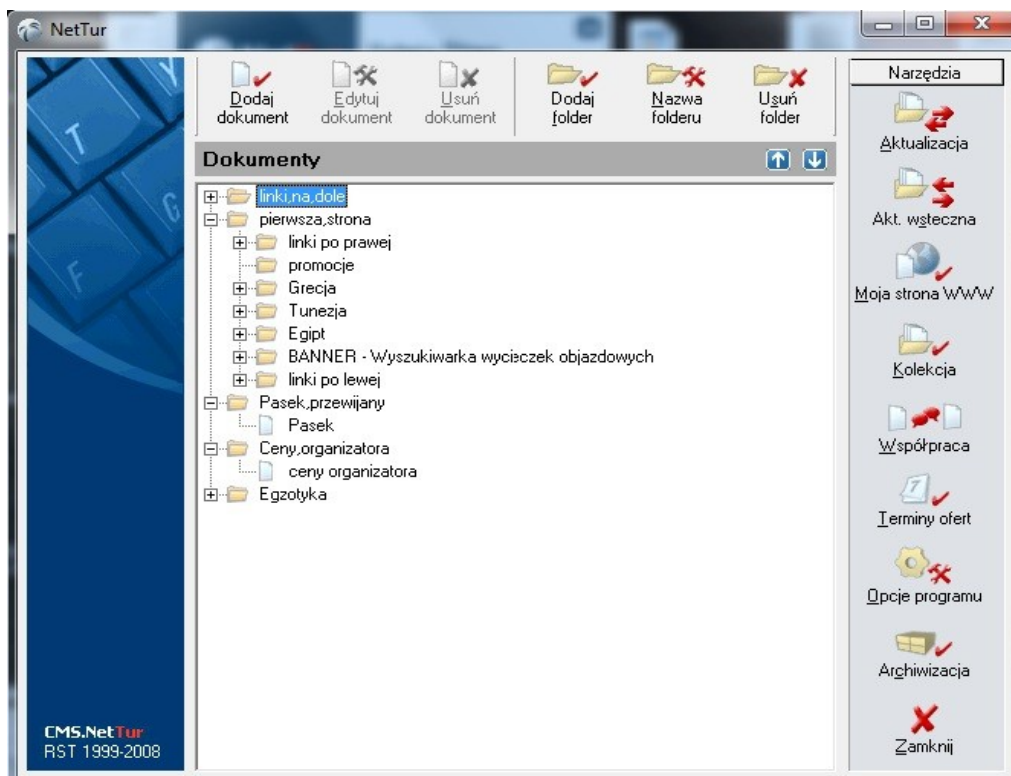 NetTur
Dodaj dokument
Edytuj dokument
Usuń dokument
Dodaj folder
Nazwa folderu
Usuń folder
Dokumenty
linki,na,dole
pierwsza,strona
linki po prawej
promocje
Grecja
Tunezja
Egipt
BANNER - Wyszukiwarka wycieczek objazdowych
linki po lewej
Pasek,przewijany
Pasek
Ceny,organizatora
ceny organizatora
Egzotyka
Narzędzia
Aktualizacja
Akt. wsteczna
Moja strona WWW
Kolekcja
Współpraca
Terminy ofert
Opcje programu
Archiwizacja
Zamknij
CMS.NetTur
RST 1999-2008
T
Y
G
F